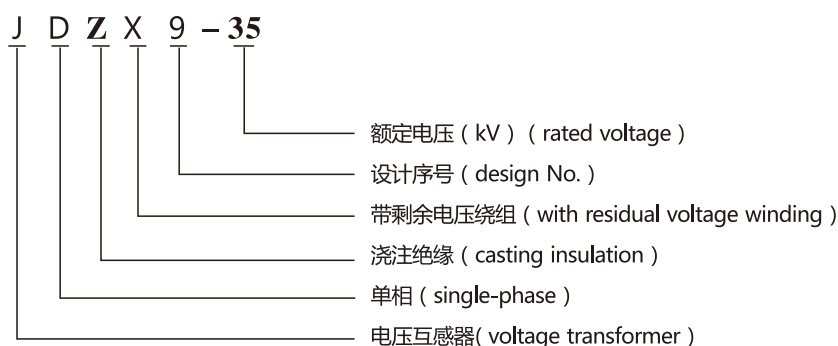 J D Z X 9 - 35
额定电压 ( kV ) ( rated voltage )
设计序号 ( design No. )
带剩余电压绕组 ( with residual voltage winding )
浇注绝缘 ( casting insulation )
单相 ( single-phase )
电压互感器( voltage transformer )